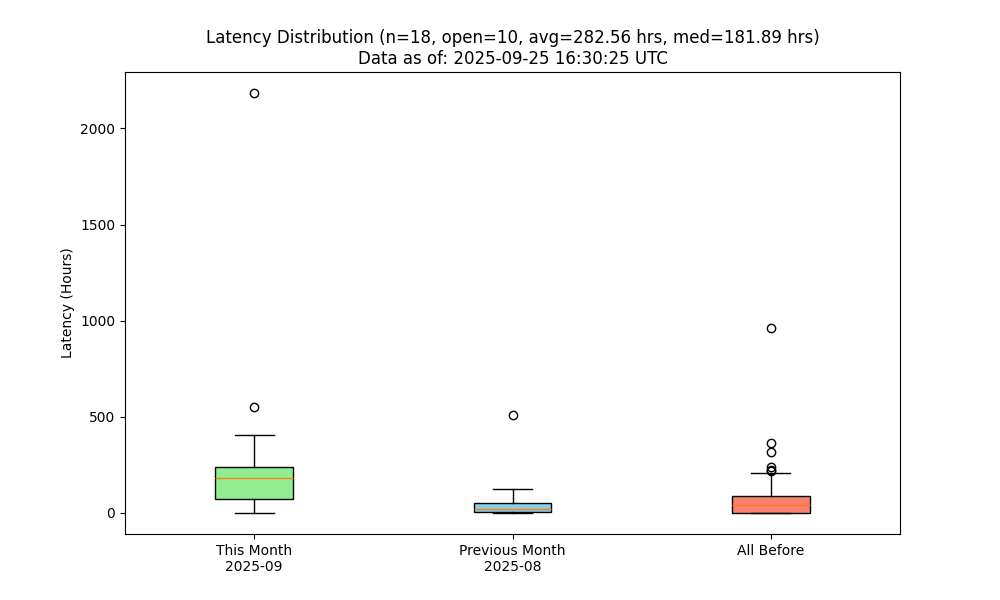 Latency Distribution (n=18, open=10, avg=282.56 hrs, med=181.89 hrs)
Data as of: 2025-09-25 16:30:25 UTC
Latency (Hours)
2000
1500
1000
500
0
This Month
2025-09
Previous Month
2025-08
All Before